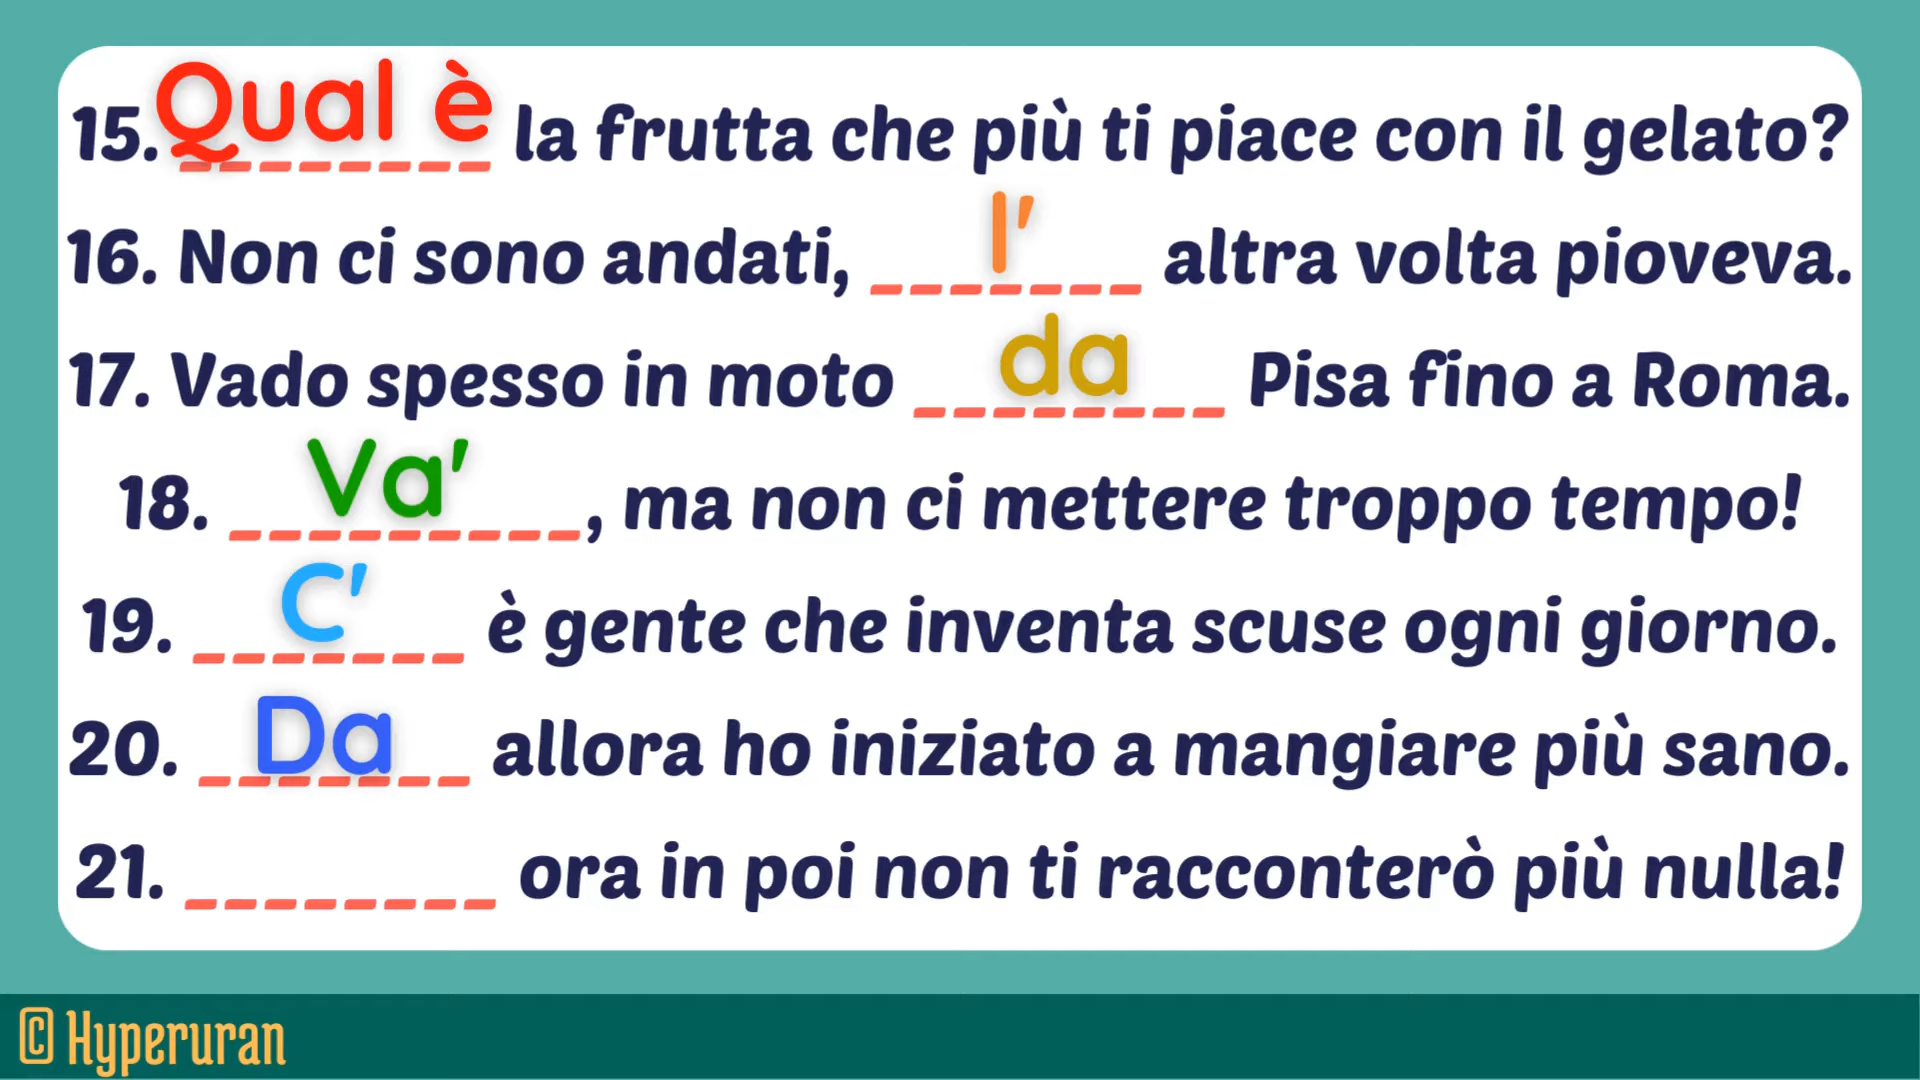 15. Qual è la frutta che più ti piace con il gelato?
16. Non ci sono andati, l' altra volta pioveva.
17. Vado spesso in moto da Pisa fino a Roma.
18. Va', ma non ci mettere troppo tempo!
19. C' è gente che inventa scuse ogni giorno.
20. Da allora ho iniziato a mangiare più sano.
21. ________ ora in poi non ti racconterò più nulla!
© Hyperuran